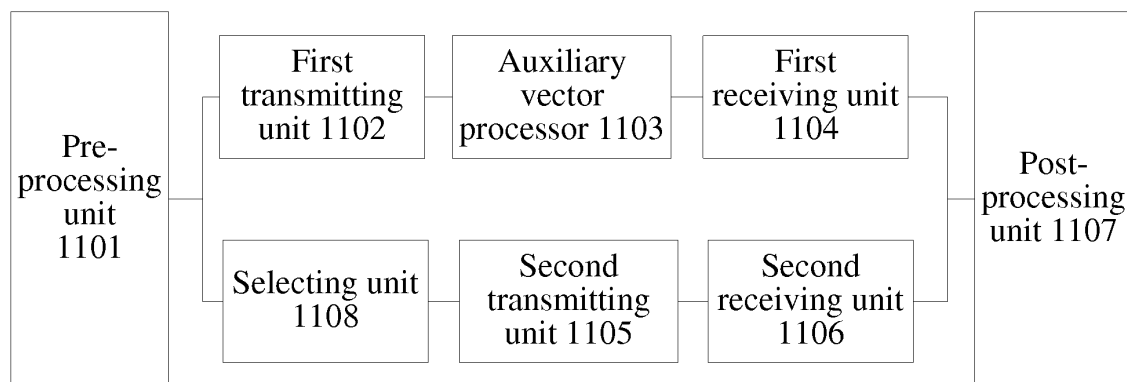 Pre-
processing
unit
1101
First
transmitting
unit 1102
Auxiliary
vector
processor 1103
First
receiving unit
1104
Selecting unit
1108
Second
transmitting
unit 1105
Second
receiving unit
1106
Post-
processing
unit 1107